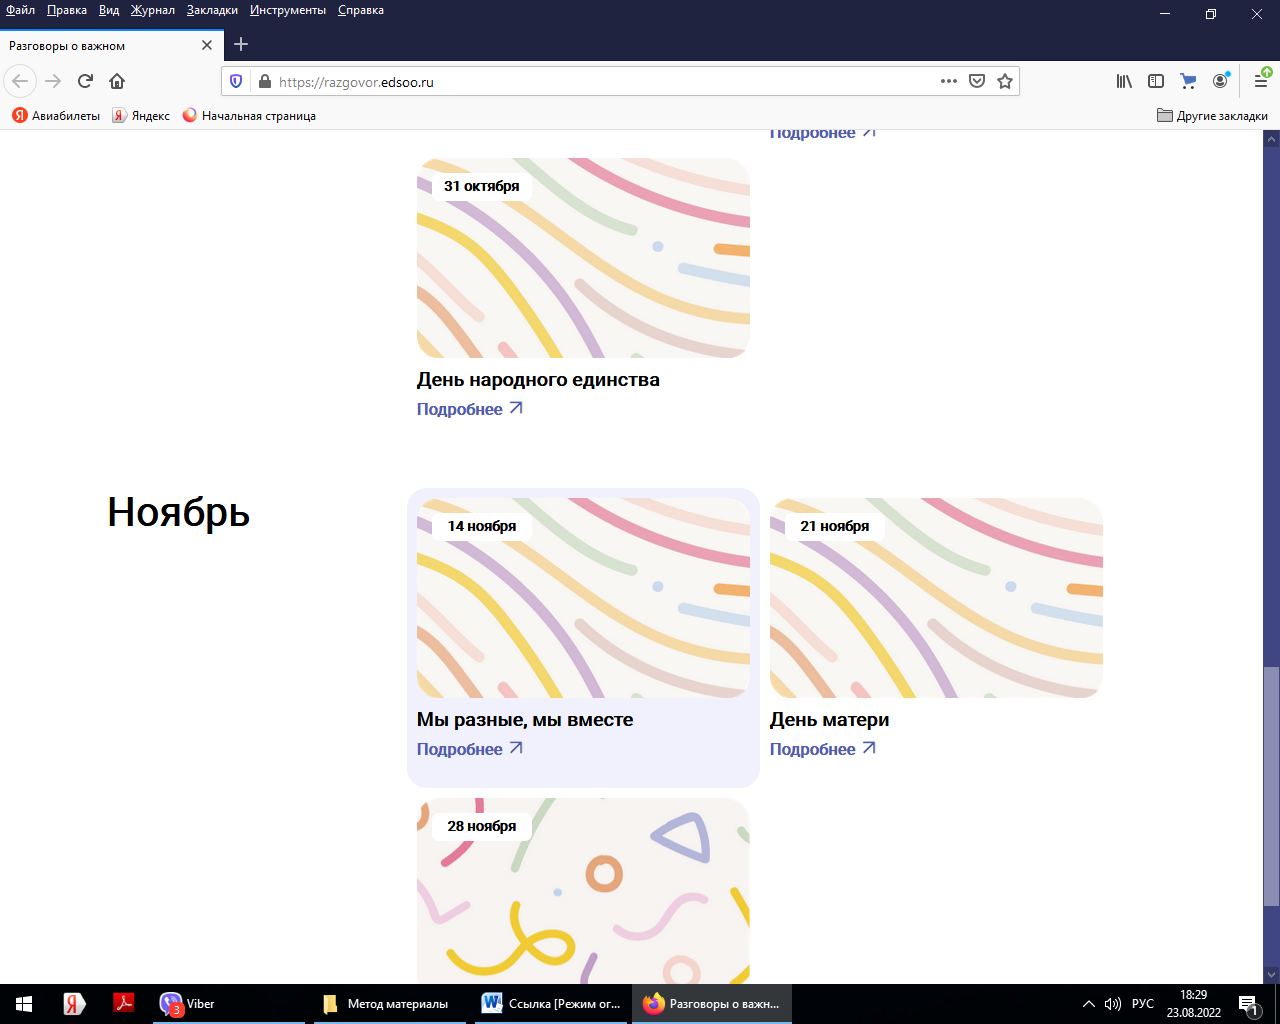 Файл Правка Вид Журнал Закладки Инструменты Справка
Разговоры о важном
https://razgovor.edsoo.ru
Авиабилеты Яндекс Начальная страница Другие закладки
Подробнее
31 октября
День народного единства
Подробнее
Ноябрь
14 ноября
21 ноября
Мы разные, мы вместе
День матери
Подробнее
Подробнее
28 ноября
3 Viber Метод материалы Ссылка [Режим ог... Разговоры о важн... РУС 18:29 1
23.08.2022